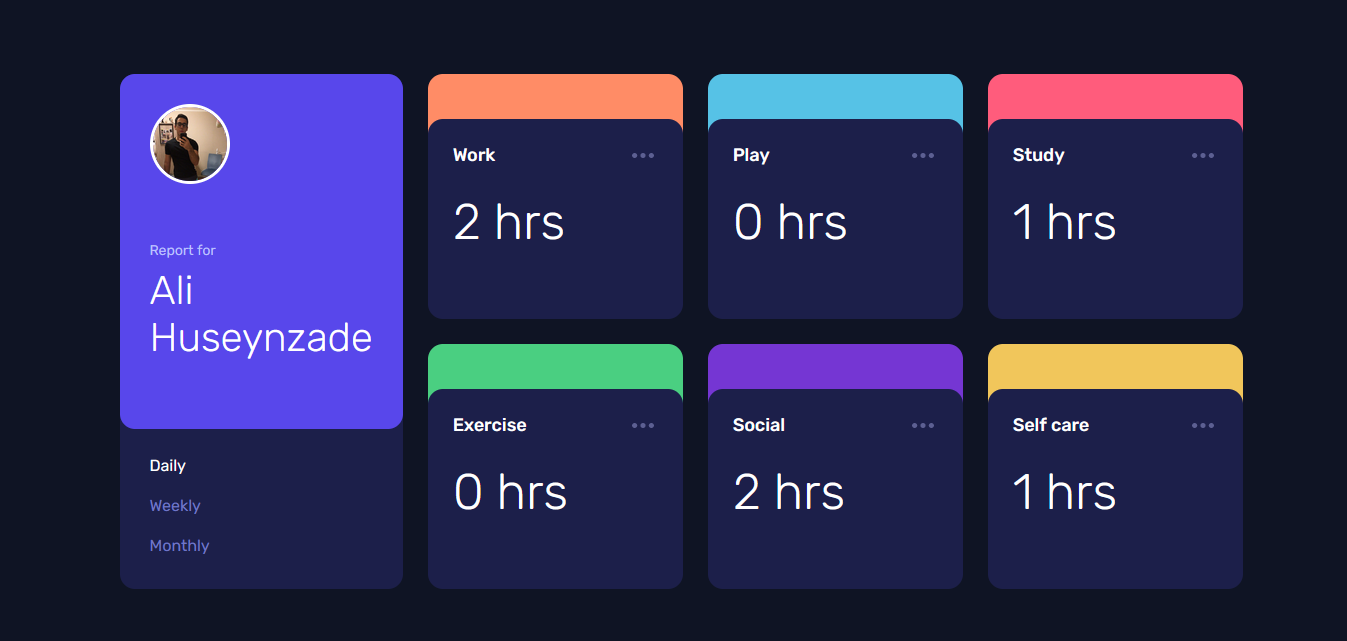 Report for
Ali
Huseynzade
Daily
Weekly
Monthly
Work
2 hrs
Play
0 hrs
Study
1 hrs
Exercise
0 hrs
Social
2 hrs
Self care
1 hrs